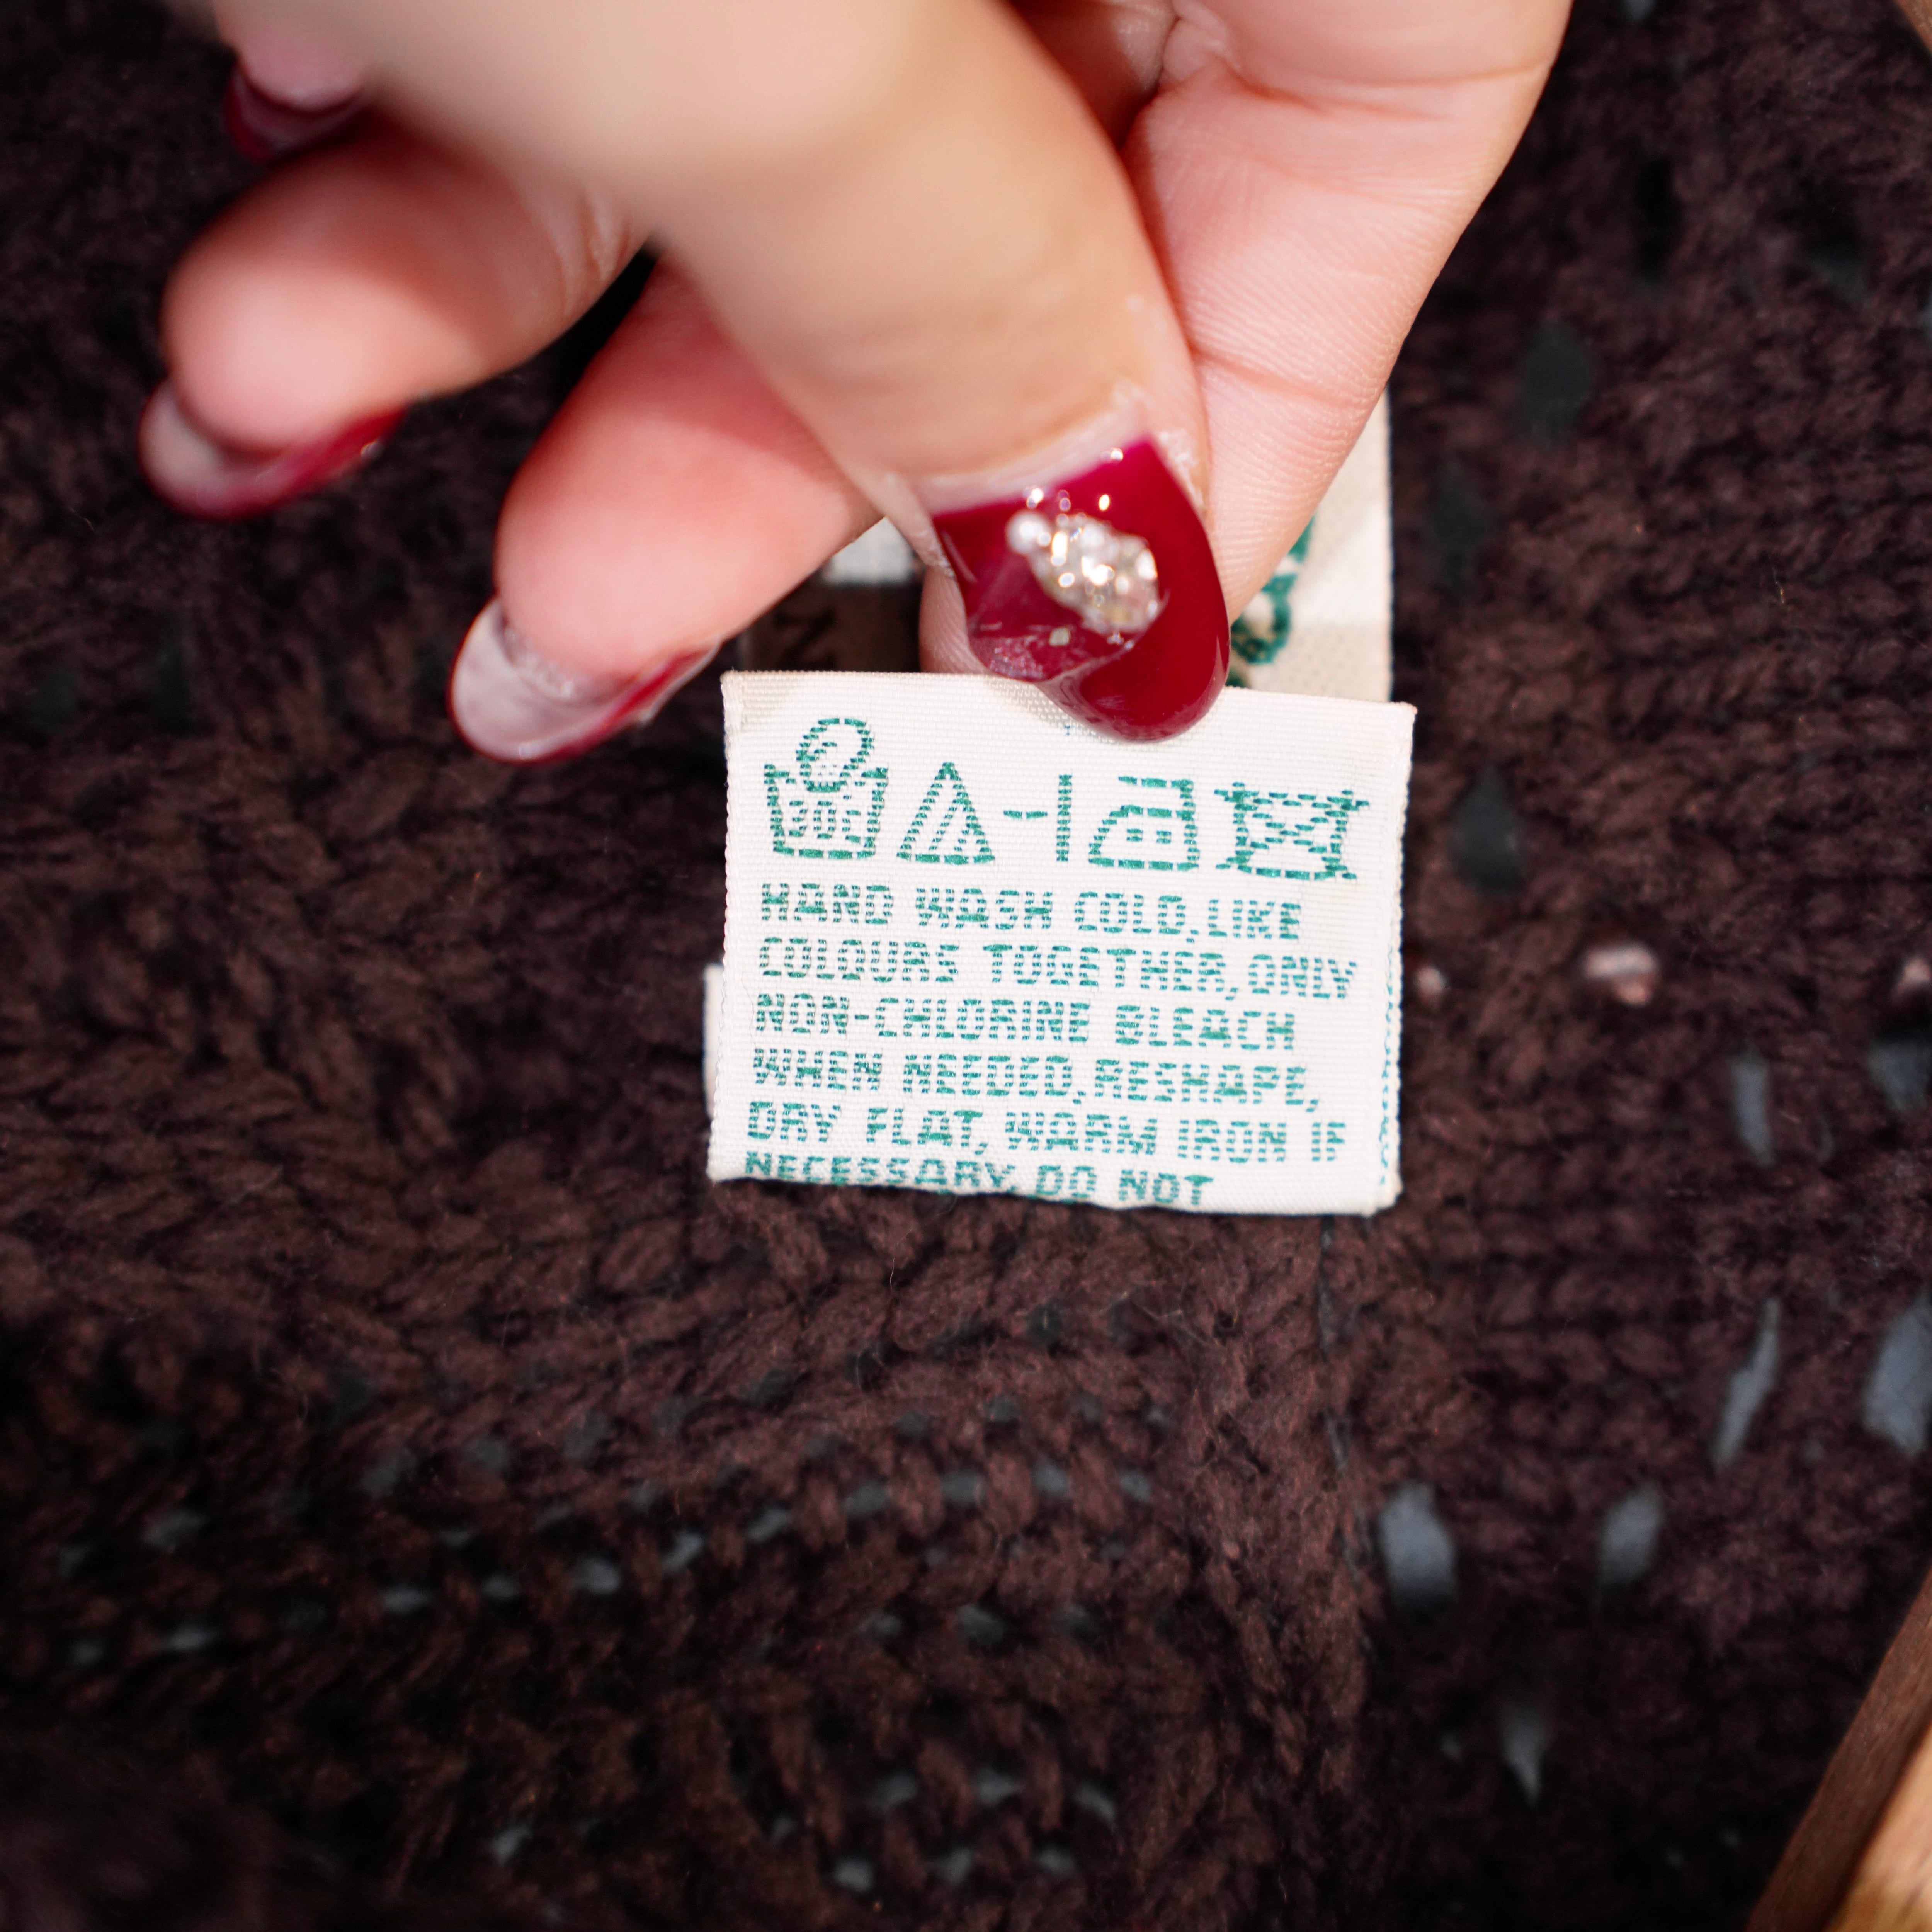 30C
HAND WASH COLD, LIKE
COLOURS TOGETHER, ONLY
NON-CHLORINE BLEACH
WHEN NEEDED, RESHAPE,
DRY FLAT, WARM IRON IF
NECESSARY, DO NOT